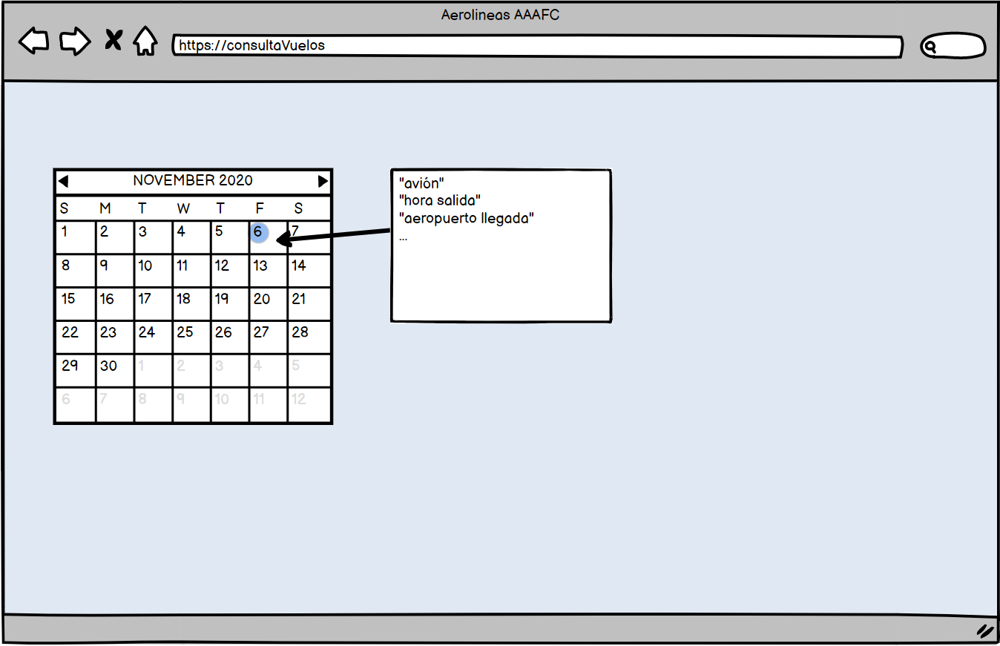 Aerolineas AAAFC
https://consultaVuelos
NOVEMBER 2020
S M T W T F S
1 2 3 4 5 6 7
8 9 10 11 12 13 14
15 16 17 18 19 20 21
22 23 24 25 26 27 28
29 30 1 2 3 4 5
6 7 8 9 10 11 12
"avión"
"hora salida"
"aeropuerto llegada"
...